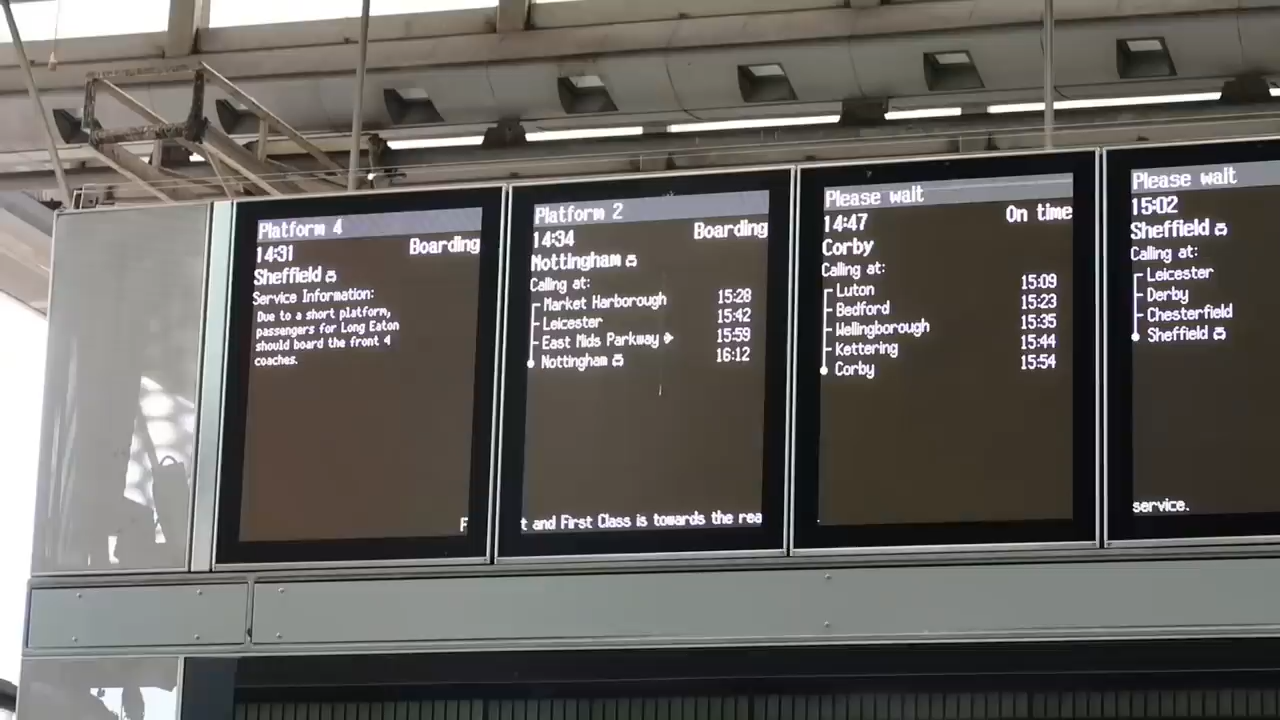 Platform 4
14:31
Boarding
Sheffield
Service Information:
Due to a short platform,
passengers for Long Eaton
should board the front 4
coaches.
F
Platform 2
14:34
Boarding
Nottingham
Calling at:
Market Harborough 15:28
Leicester 15:42
East Mids Parkway 15:59
Nottingham 16:12
t and First Class is towards the rea
Please wait
14:47
On time
Corby
Calling at:
Luton 15:09
Bedford 15:23
Wellingborough 15:35
Kettering 15:44
Corby 15:54
Please wait
15:02
Sheffield
Calling at:
Leicester
Derby
Chesterfield
Sheffield
service.